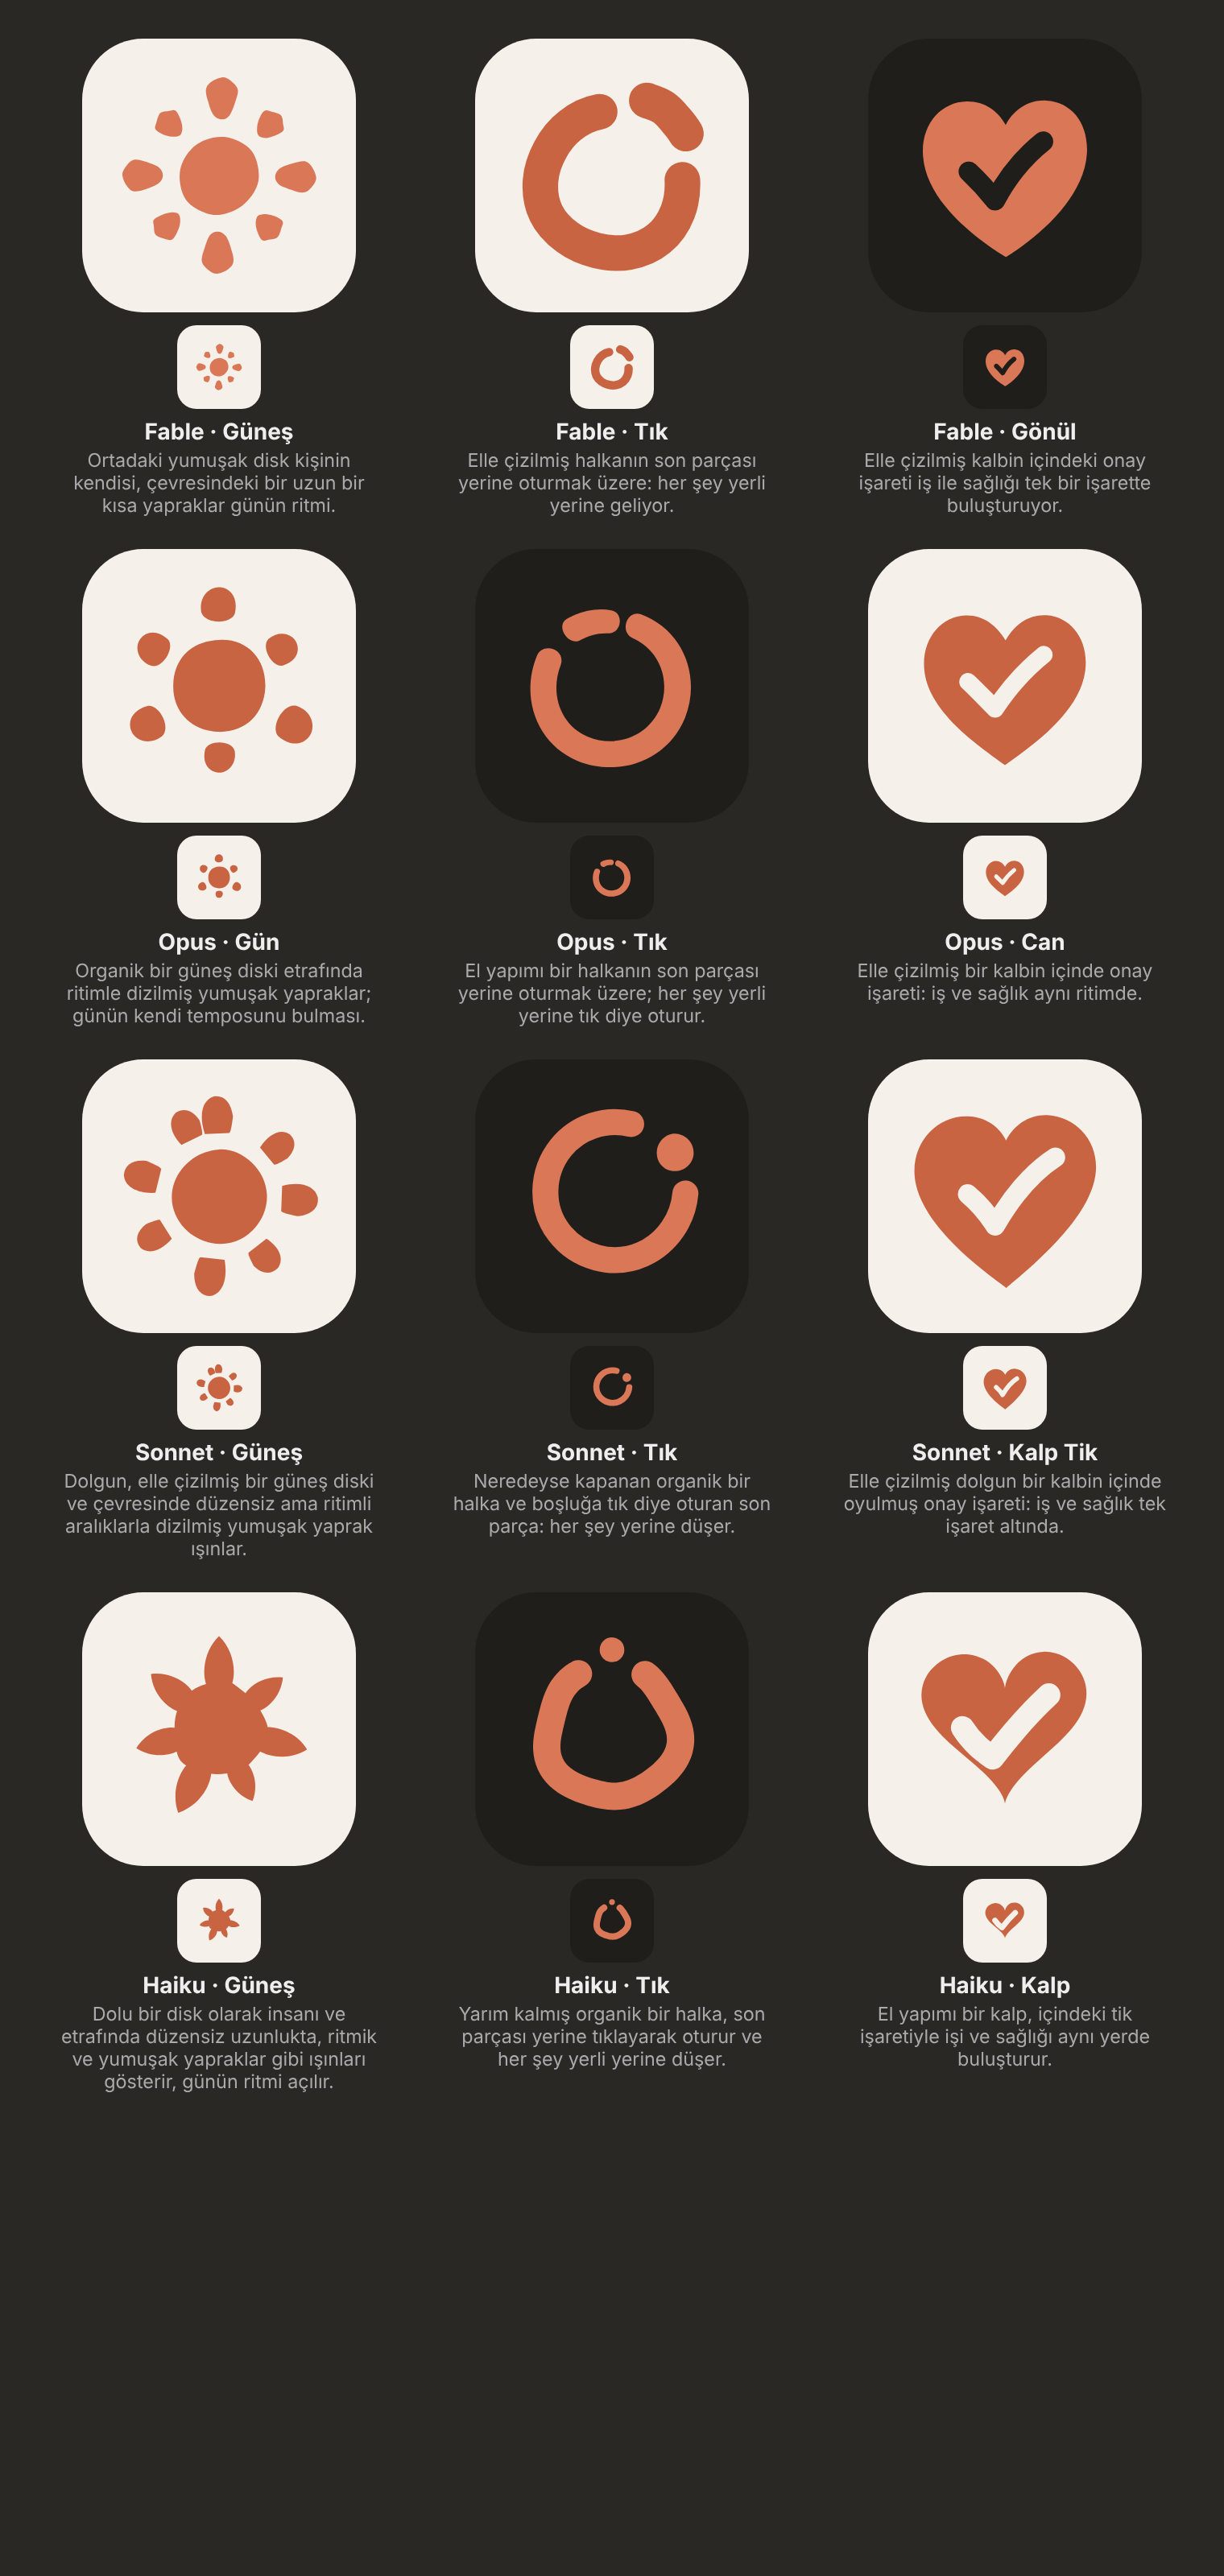 Fable · Güneş
Ortadaki yumuşak disk kişinin
kendisi, çevresindeki bir uzun bir
kısa yapraklar günün ritmi.
Fable · Tık
Elle çizilmiş halkanın son parçası
yerine oturmak üzere: her şey yerli
yerine geliyor.
Fable · Gönül
Elle çizilmiş kalbin içindeki onay
işareti iş ile sağlığı tek bir işarette
buluşturuyor.
Opus · Gün
Organik bir güneş diski etrafında
ritimle dizilmiş yumuşak yapraklar;
günün kendi temposunu bulması.
Opus · Tık
El yapımı bir halkanın son parçası
yerine oturmak üzere; her şey yerli
yerine tık diye oturur.
Opus · Can
Elle çizilmiş bir kalbin içinde onay
işareti: iş ve sağlık aynı ritimde.
Sonnet · Güneş
Dolgun, elle çizilmiş bir güneş diski
ve çevresinde düzensiz ama ritimli
aralıklarla dizilmiş yumuşak yaprak
ışınlar.
Sonnet · Tık
Neredeyse kapanan organik bir
halka ve boşluğa tık diye oturan son
parça: her şey yerine düşer.
Sonnet · Kalp Tik
Elle çizilmiş dolgun bir kalbin içinde
oyulmuş onay işareti: iş ve sağlık tek
işaret altında.
Haiku · Güneş
Dolu bir disk olarak insanı ve
etrafında düzensiz uzunlukta, ritmik
ve yumuşak yapraklar gibi ışınları
gösterir, günün ritmi açılır.
Haiku · Tık
Yarım kalmış organik bir halka, son
parçası yerine tıklayarak oturur ve
her şey yerli yerine düşer.
Haiku · Kalp
El yapımı bir kalp, içindeki tik
işaretiyle işi ve sağlığı aynı yerde
buluşturur.